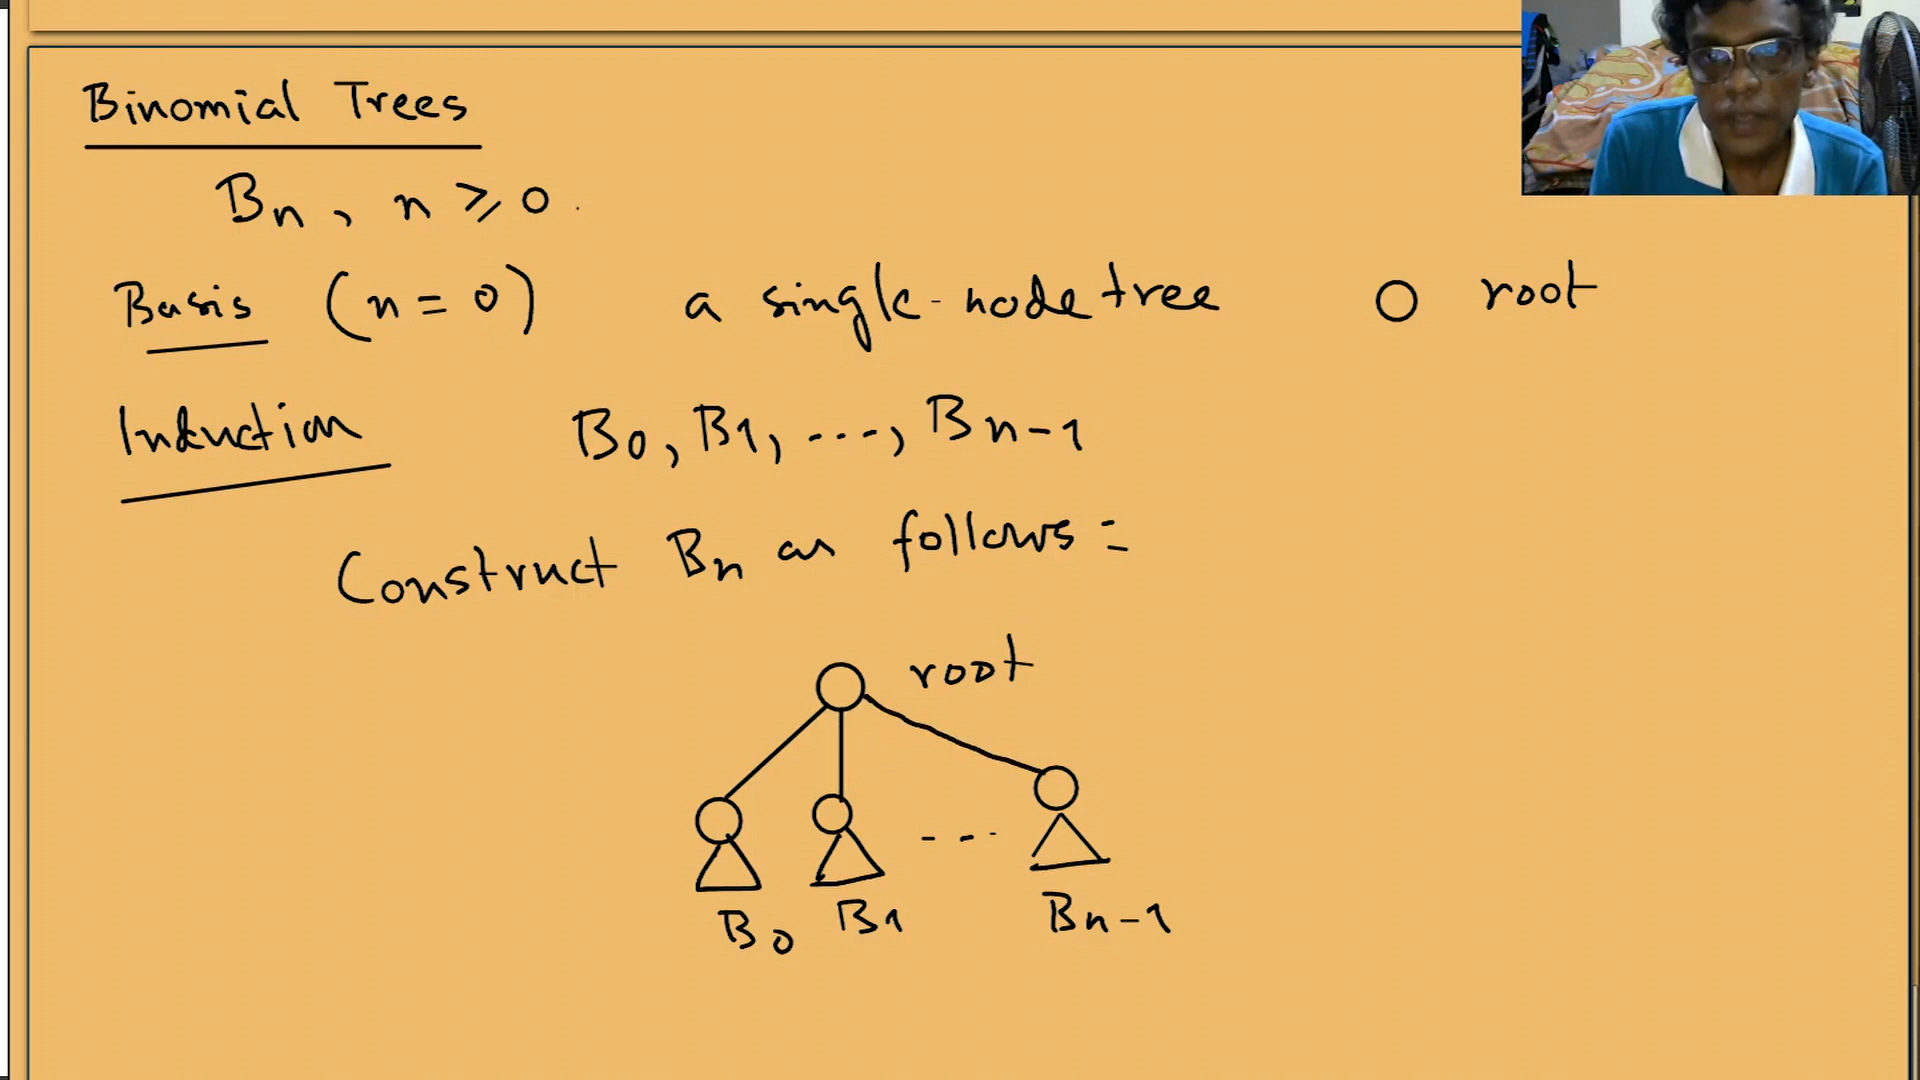 Binomial Trees
Bn, n ≥ 0.
Basis (n = 0) a single-node tree root
Induction B0, B1, ..., Bn-1
Construct Bn as follows:
root
B0 B1 --- Bn-1